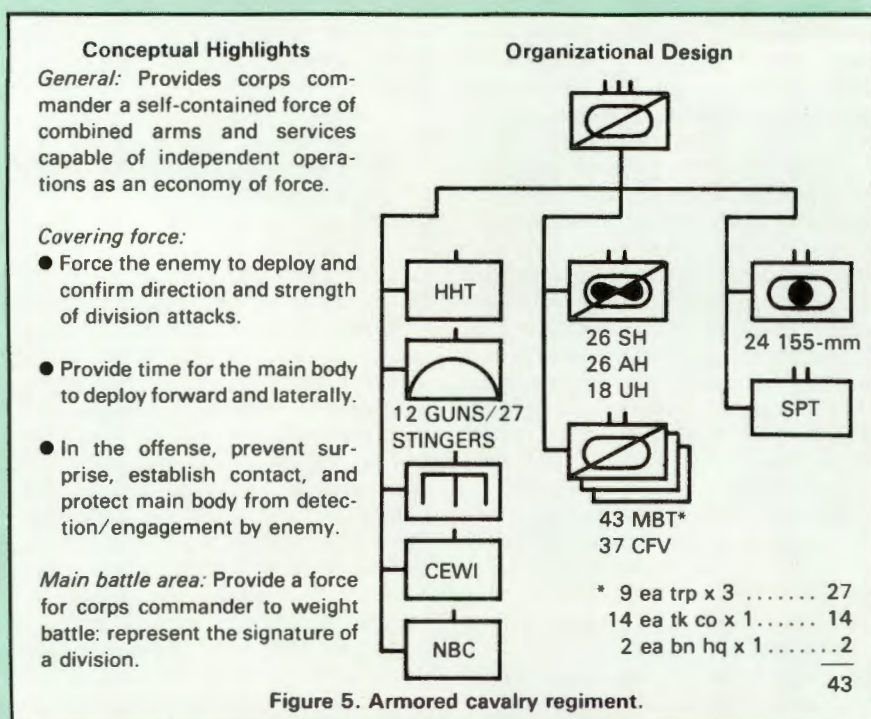 Conceptual Highlights
General: Provides corps com-
mander a self-contained force of
combined arms and services
capable of independent opera-
tions as an economy of force.
Covering force:
● Force the enemy to deploy and
confirm direction and strength
of division attacks.
● Provide time for the main body
to deploy forward and laterally.
● In the offense, prevent sur-
prise, establish contact, and
protect main body from detec-
tion/engagement by enemy.
Main battle area: Provide a force
for corps commander to weight
battle: represent the signature of
a division.
Organizational Design
HHT
12 GUNS/27
STINGERS
CEWI
NBC
26 SH
26 AH
18 UH
43 MBT*
37 CFV
24 155-mm
SPT
* 9 ea trp x 3 ....... 27
14 ea tk co x 1...... 14
2 ea bn hq x 1.......2
43
Figure 5. Armored cavalry regiment.